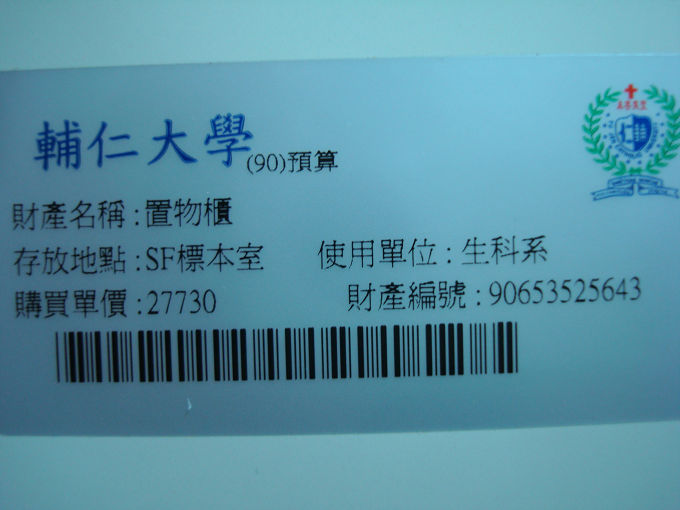 輔仁大學(90)預算
財產名稱:置物櫃
存放地點:SF標本室 使用單位:生科系
購買單價:27730 財產編號:90653525643